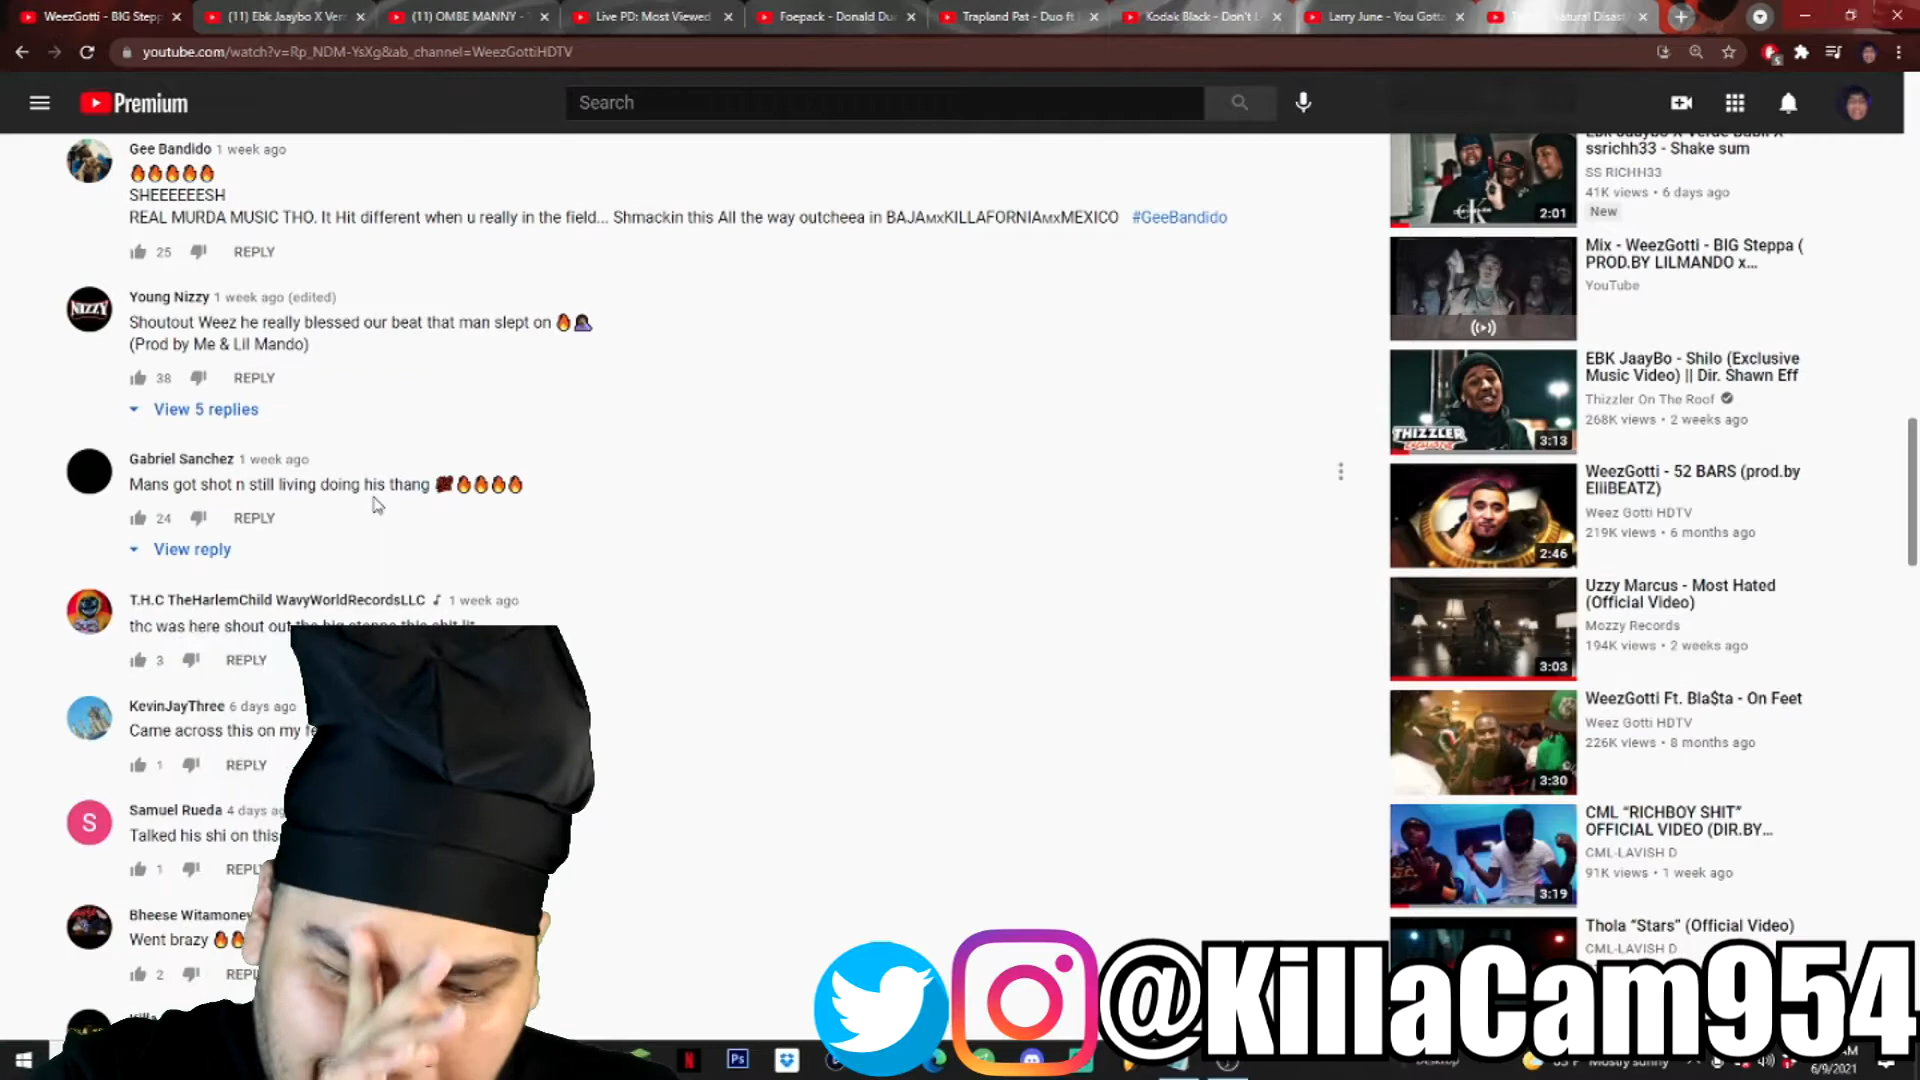 WeezGotti - BIG Stepp
(11) Ebk Jaaybo X Ver
(11) OMBE MANNY -
Live PD: Most Viewed
Foepack - Donald Du
Trapland Pat - Duo ft
Kodak Black - Don't L
Larry June - You Gott
Natural Disast
youtube.com/watch?v=Rp_NDM-YsXg&ab_channel=WeezGottiHDTV
5
Premium
Search
Gee Bandido 1 week ago
🔥🔥🔥🔥🔥
SHEEEEEESH
REAL MURDA MUSIC THO. It Hit different when u really in the field... Shmackin this All the way outcheea in BAJAMXKILLAFORNIAMXMEXICO #GeeBandido
25 REPLY
NIZZY
Young Nizzy 1 week ago (edited)
Shoutout Weez he really blessed our beat that man slept on 🔥
(Prod by Me & Lil Mando)
38 REPLY
View 5 replies
Gabriel Sanchez 1 week ago
Mans got shot n still living doing his thang 💯🔥🔥🔥🔥
24 REPLY
View reply
T.H.C TheHarlemChild WavyWorldRecordsLLC 1 week ago
thc was here shout out the big steppa this shit lit
3 REPLY
KevinJayThree 6 days ago
Came across this on my
1 REPLY
S
Samuel Rueda 4 days
Talked his shi on this
1 REPLY
Bheese Witamoney
Went brazy 🔥🔥
2
EBK Jaaybo X Verde Babii X
ssrichh33 - Shake sum
SS RICHH33
41K views • 6 days ago
New
2:01
Mix - WeezGotti - BIG Steppa (
PROD.BY LILMANDO x...
YouTube
EBK JaayBo - Shilo (Exclusive
Music Video) || Dir. Shawn Eff
Thizzler On The Roof
268K views • 2 weeks ago
THIZZLER
3:13
WeezGotti - 52 BARS (prod.by
ElliiBEATZ)
Weez Gotti HDTV
219K views • 6 months ago
2:46
Uzzy Marcus - Most Hated
(Official Video)
Mozzy Records
194K views • 2 weeks ago
3:03
WeezGotti Ft. Bla$ta - On Feet
Weez Gotti HDTV
226K views • 8 months ago
3:30
CML “RICHBOY SHIT”
OFFICIAL VIDEO (DIR.BY...
CML-LAVISH D
91K views • 1 week ago
3:19
Thola “Stars” (Official Video)
CML-LAVISH D
@KillaCam954
Ps
Mostly sunny
6/9/2021